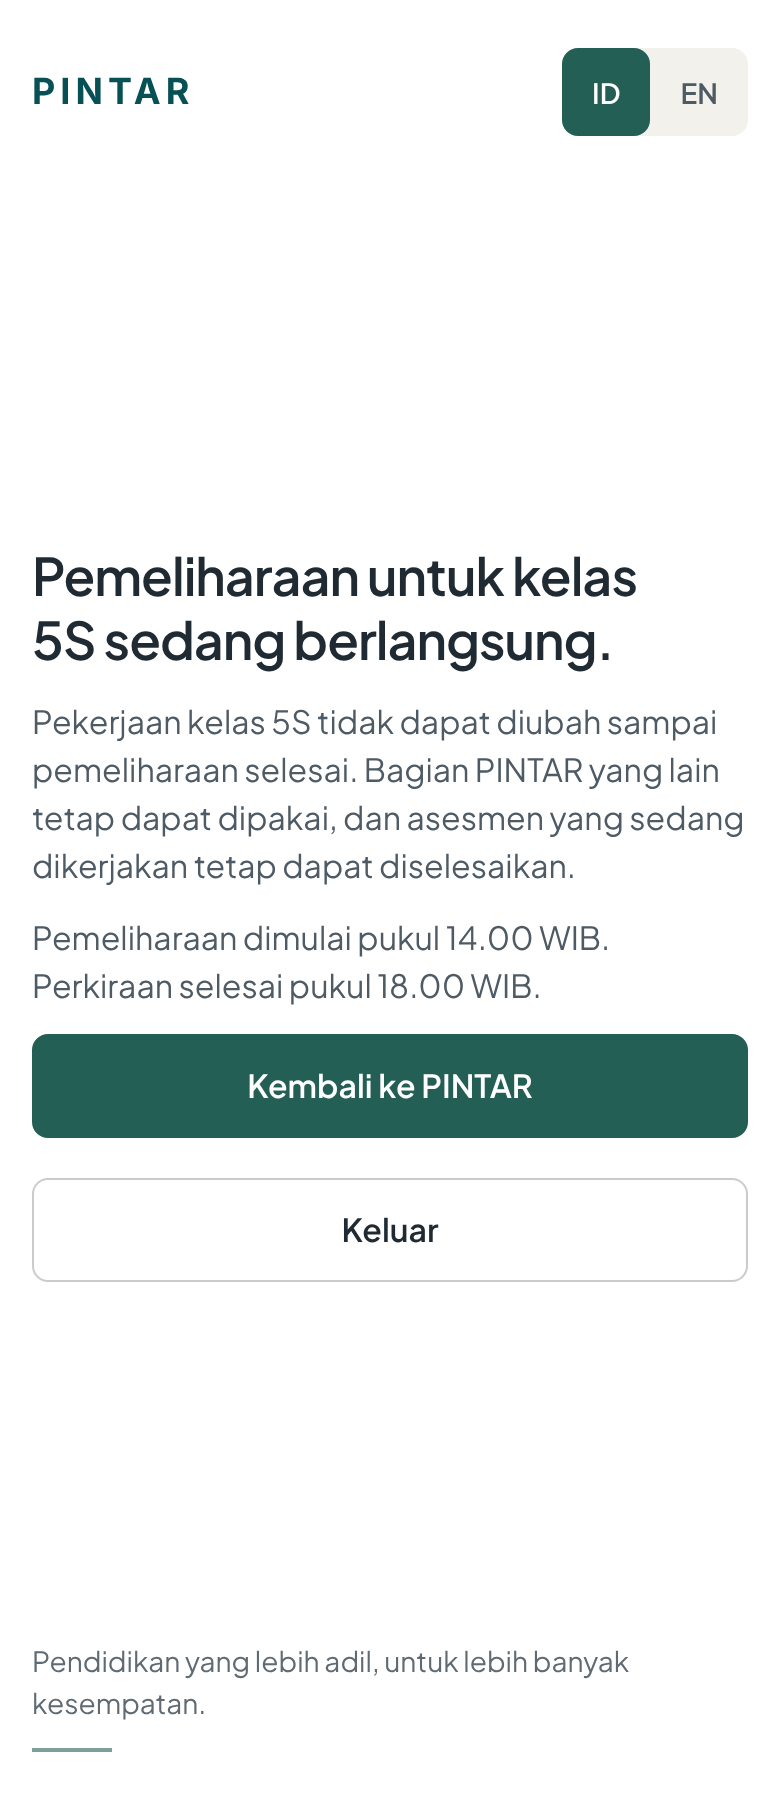 PINTAR
ID
EN
Pemeliharaan untuk kelas
5S sedang berlangsung.
Pekerjaan kelas 5S tidak dapat diubah sampai
pemeliharaan selesai. Bagian PINTAR yang lain
tetap dapat dipakai, dan asesmen yang sedang
dikerjakan tetap dapat diselesaikan.
Pemeliharaan dimulai pukul 14.00 WIB.
Perkiraan selesai pukul 18.00 WIB.
Kembali ke PINTAR
Keluar
Pendidikan yang lebih adil, untuk lebih banyak
kesempatan.